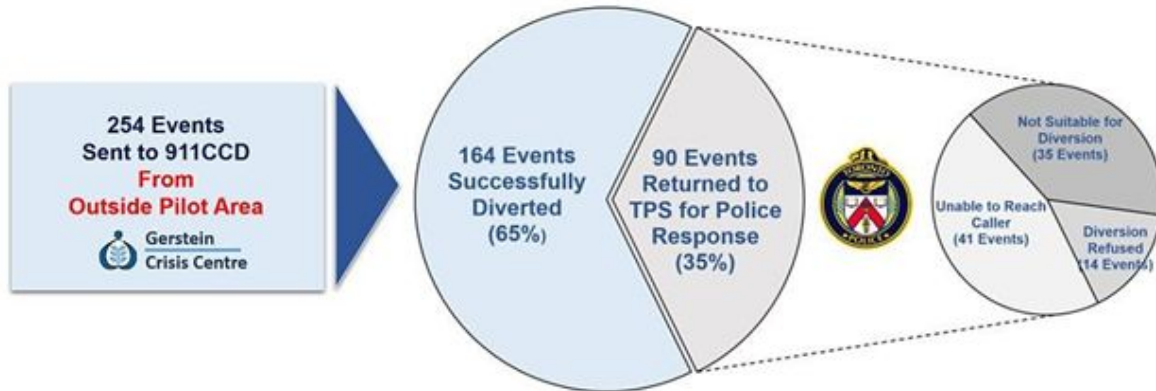 254 Events
Sent to 911CCD
From
Outside Pilot Area
Gerstein
Crisis Centre
164 Events
Successfully
Diverted
(65%)
90 Events
Returned to
TPS for Police
Response
(35%)
TORONTO
POLICE
Not Suitable for
Diversion
(35 Events)
Unable to Reach
Caller
(41 Events)
Diversion
Refused
(14 Events)